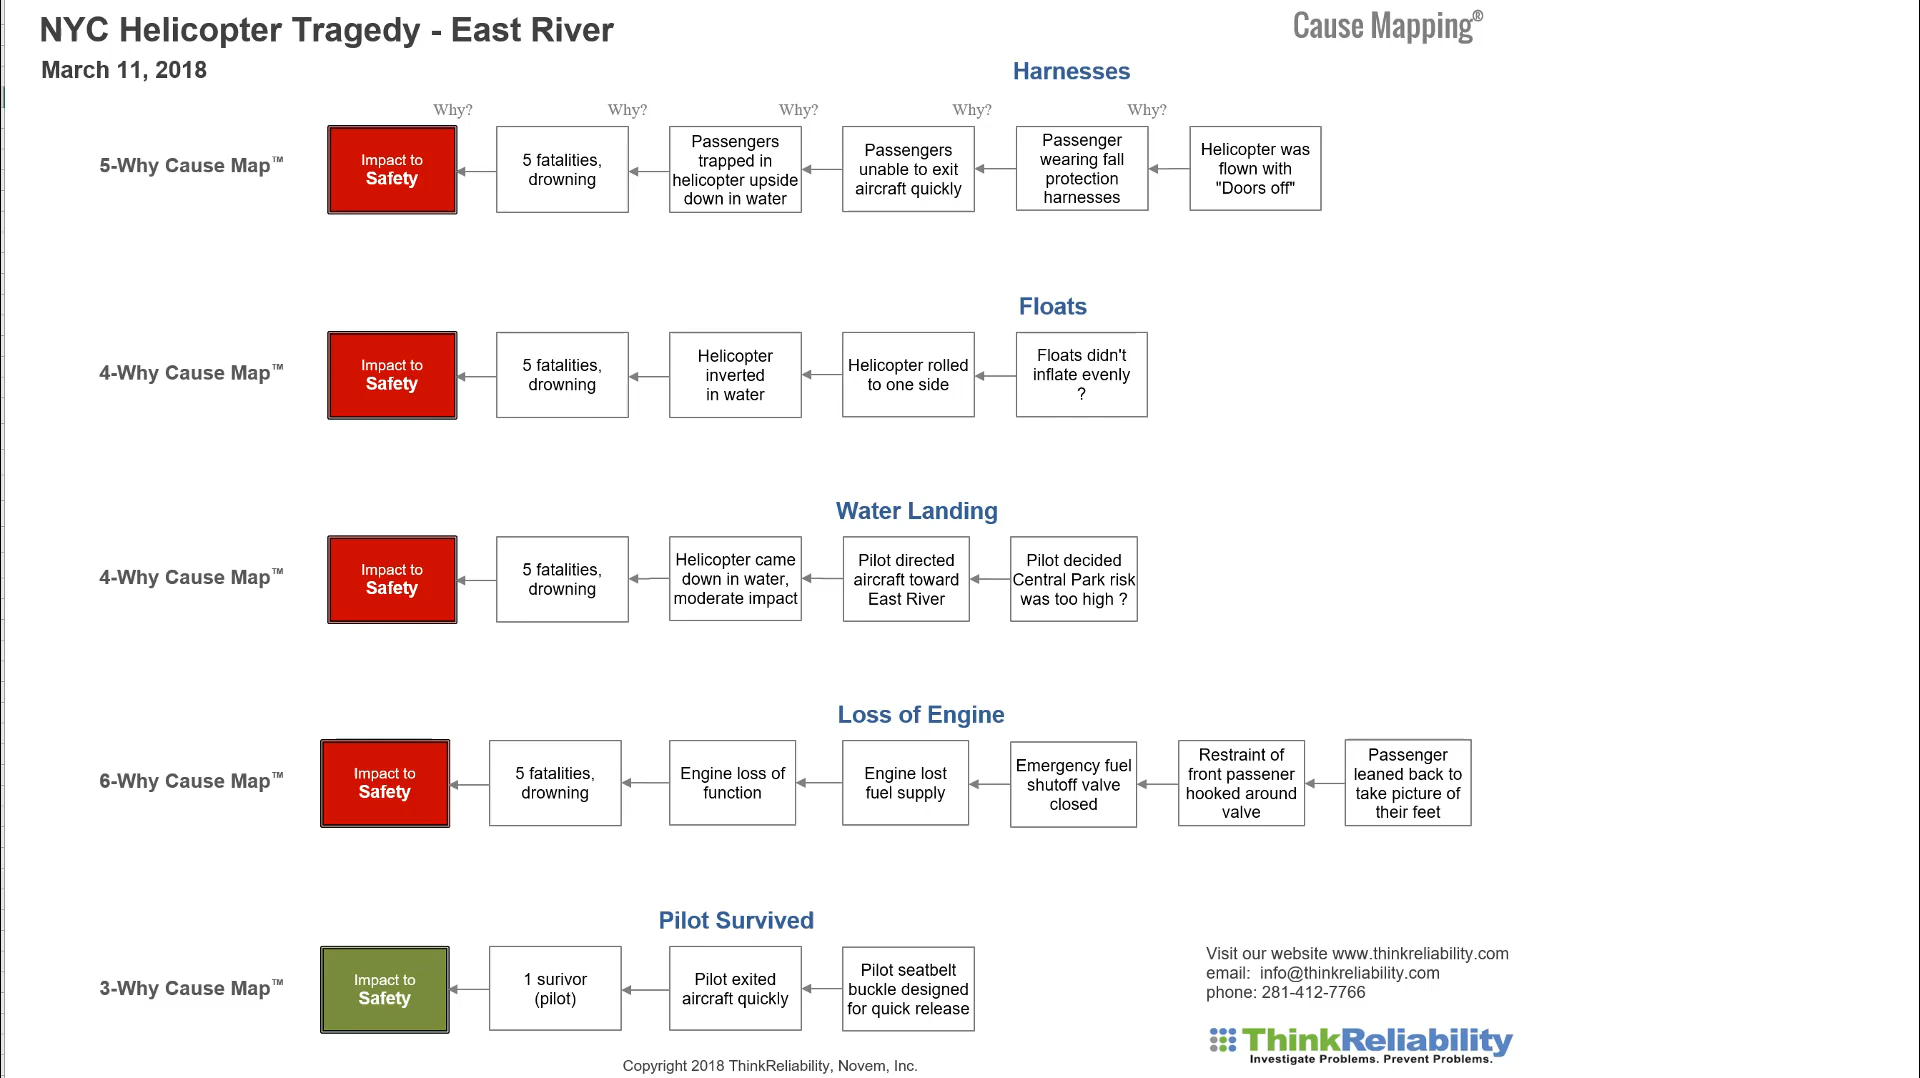 NYC Helicopter Tragedy - East River
Cause Mapping®
March 11, 2018
Harnesses
Why?
Why?
Why?
Why?
Why?
5-Why Cause Map™
Impact to
Safety
5 fatalities,
drowning
Passengers
trapped in
helicopter upside
down in water
Passengers
unable to exit
aircraft quickly
Passenger
wearing fall
protection
harnesses
Helicopter was
flown with
"Doors off"
Floats
4-Why Cause Map™
Impact to
Safety
5 fatalities,
drowning
Helicopter
inverted
in water
Helicopter rolled
to one side
Floats didn't
inflate evenly
?
Water Landing
4-Why Cause Map™
Impact to
Safety
5 fatalities,
drowning
Helicopter came
down in water,
moderate impact
Pilot directed
aircraft toward
East River
Pilot decided
Central Park risk
was too high ?
Loss of Engine
6-Why Cause Map™
Impact to
Safety
5 fatalities,
drowning
Engine loss of
function
Engine lost
fuel supply
Emergency fuel
shutoff valve
closed
Restraint of
front passener
hooked around
valve
Passenger
leaned back to
take picture of
their feet
Pilot Survived
3-Why Cause Map™
Impact to
Safety
1 surivor
(pilot)
Pilot exited
aircraft quickly
Pilot seatbelt
buckle designed
for quick release
Visit our website www.thinkreliability.com
email: info@thinkreliability.com
phone: 281-412-7766
ThinkReliability
Investigate Problems. Prevent Problems.
Copyright 2018 ThinkReliability, Novem, Inc.